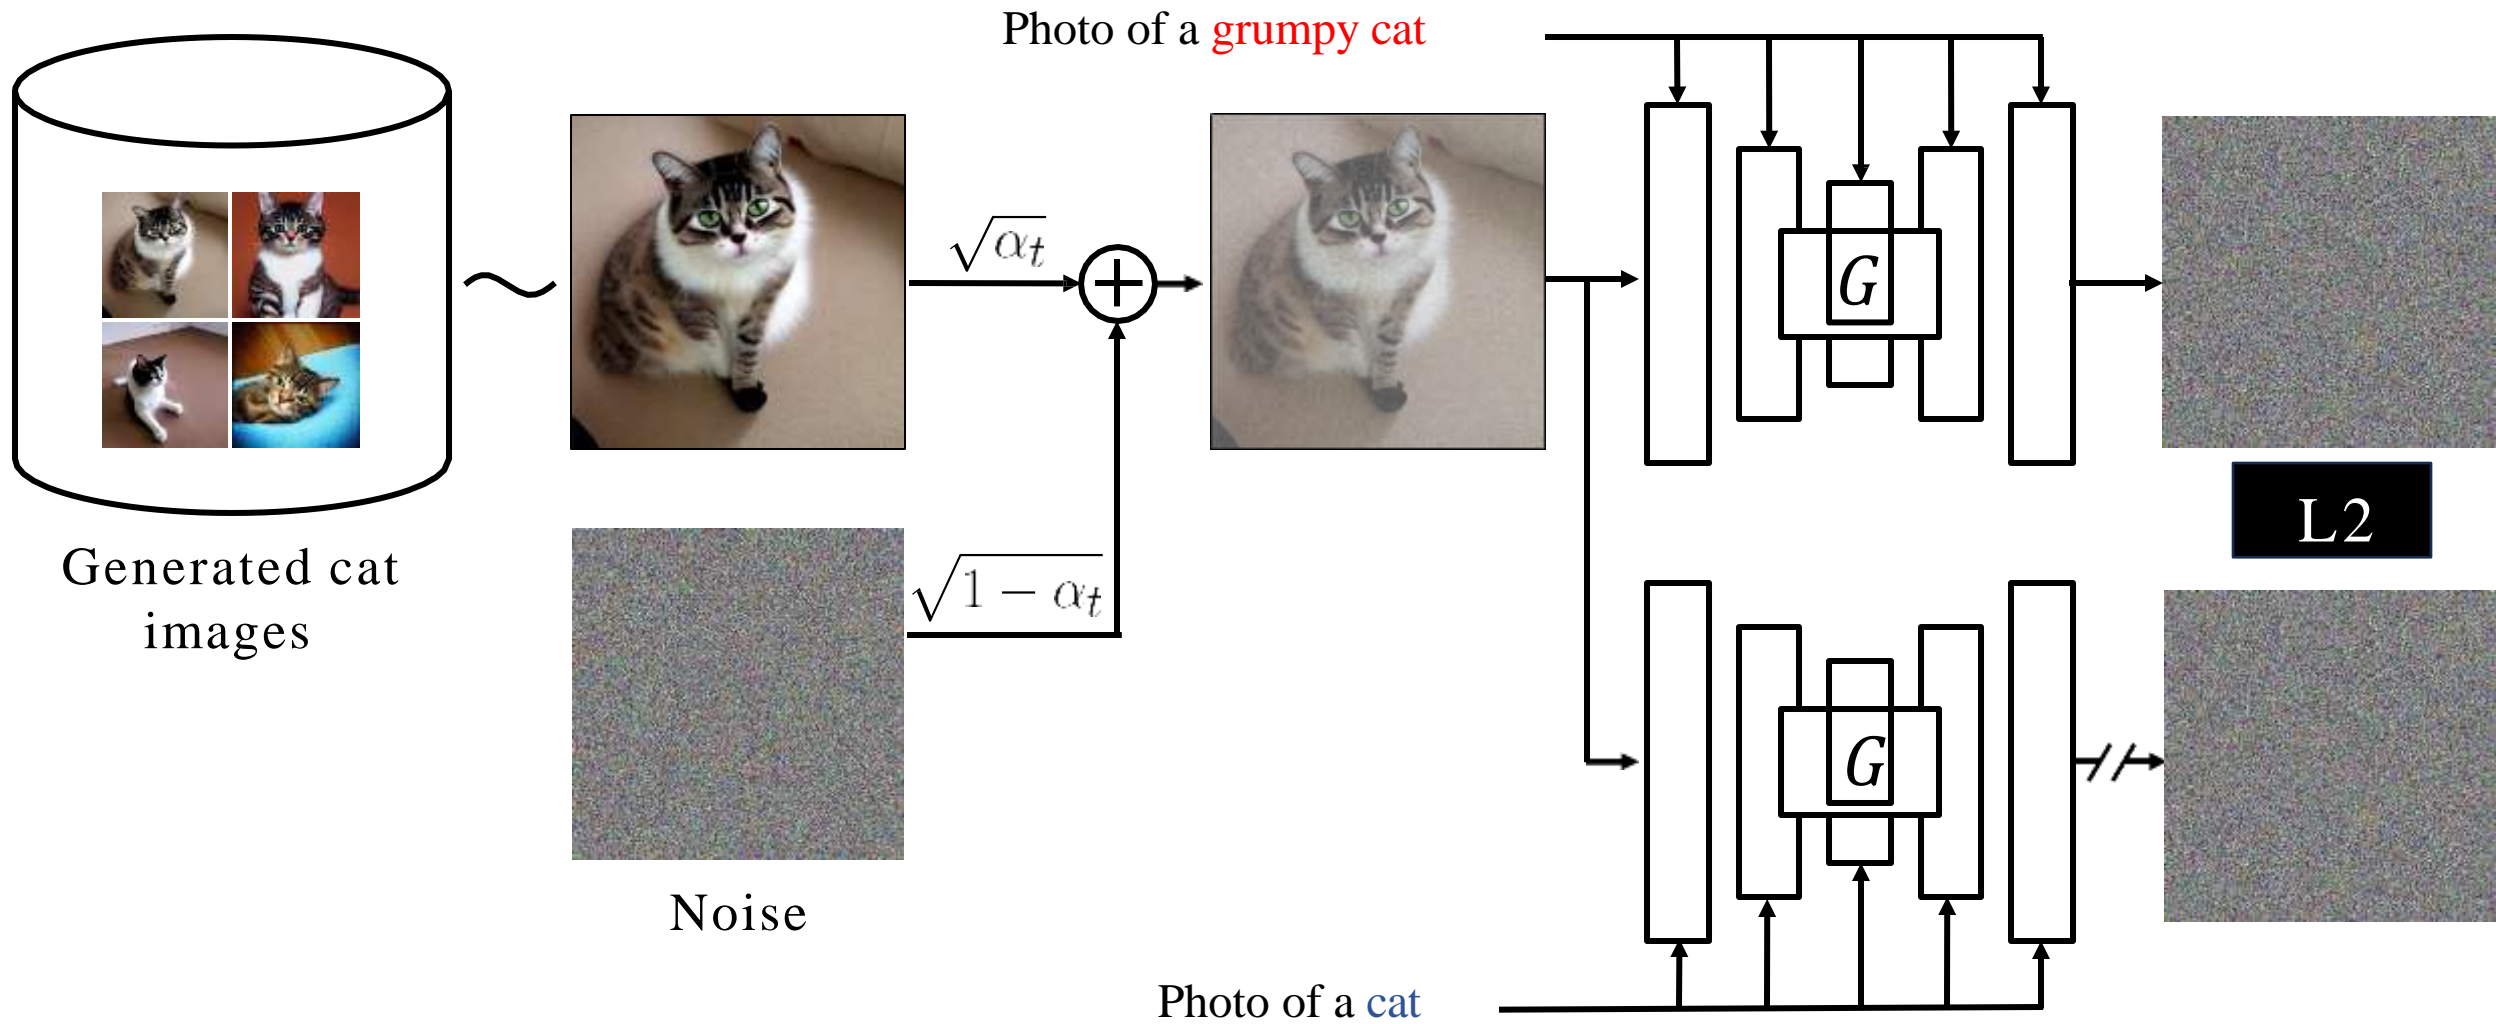 Photo of a grumpy cat
√αt
G
L2
Generated cat
images
√1 − αt
G
Noise
Photo of a cat